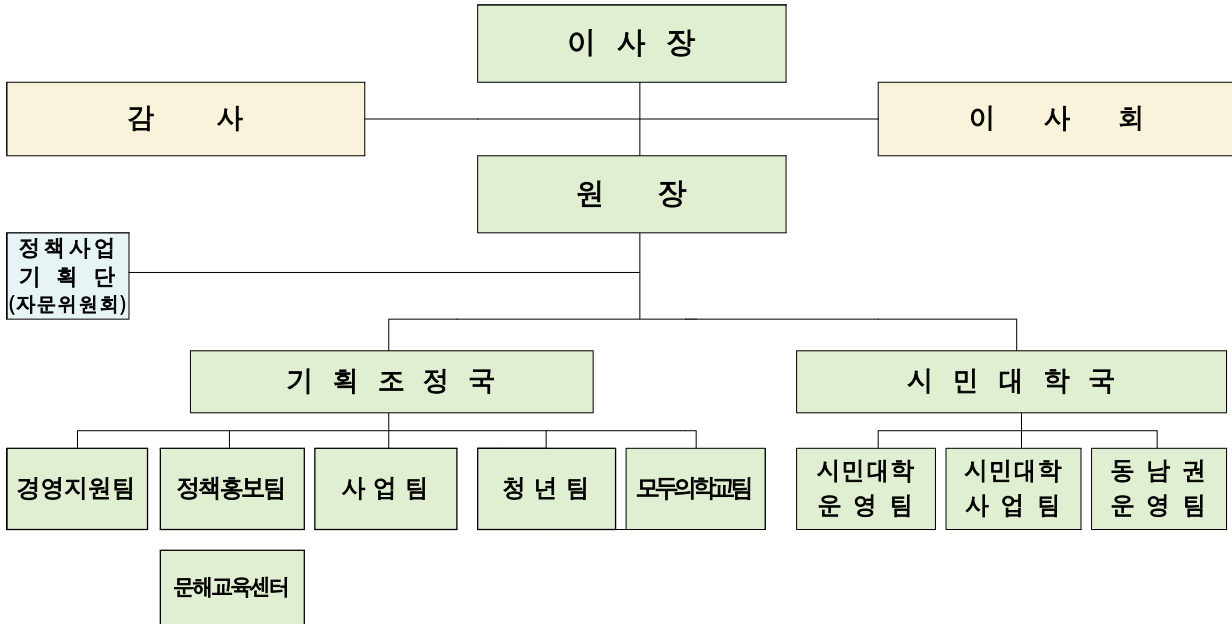 이 사 장
감 사
이 사 회
원 장
정책사업
기 획 단
(자문위원회)
기 획 조 정 국
시 민 대 학 국
경영지원팀
정책홍보팀
사 업 팀
청 년 팀
모두의학교팀
시민대학
운 영 팀
시민대학
사 업 팀
동 남 권
운 영 팀
문해교육센터